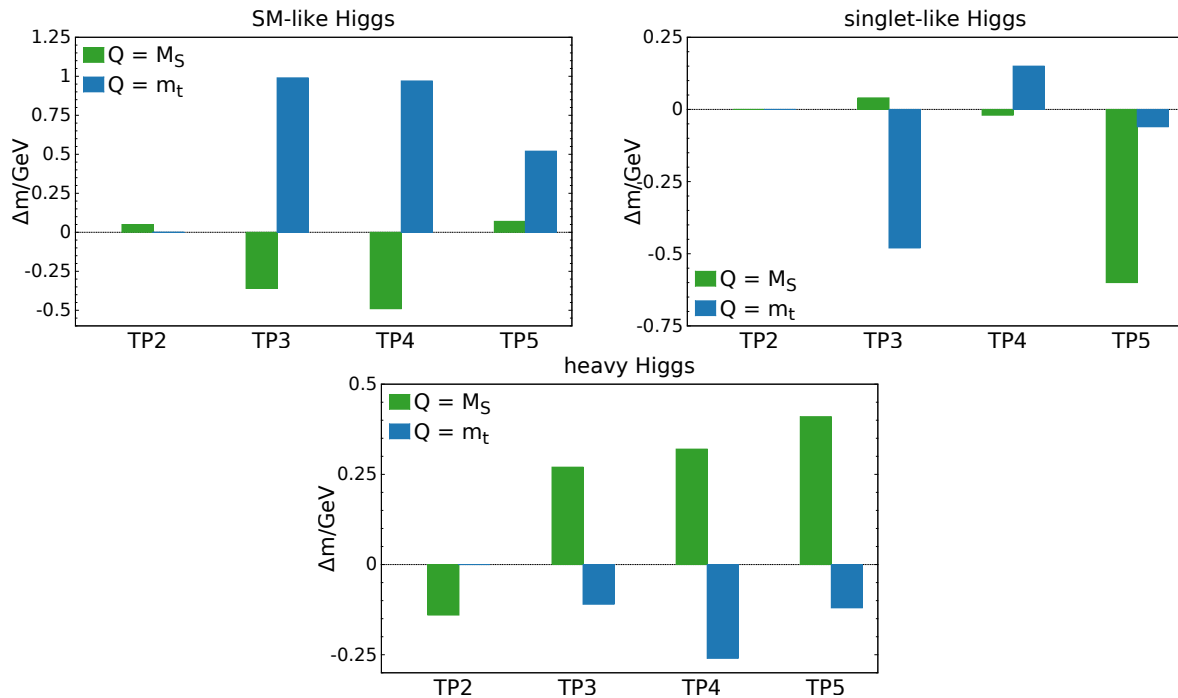 SM-like Higgs
1.25
1
0.75
0.5
0.25
0
-0.25
-0.5
Δm/GeV
Q = M_S
Q = m_t
TP2 TP3 TP4 TP5
singlet-like Higgs
0.25
0
-0.25
-0.5
-0.75
Δm/GeV
Q = M_S
Q = m_t
TP2 TP3 TP4 TP5
heavy Higgs
0.5
0.25
0
-0.25
Δm/GeV
Q = M_S
Q = m_t
TP2 TP3 TP4 TP5